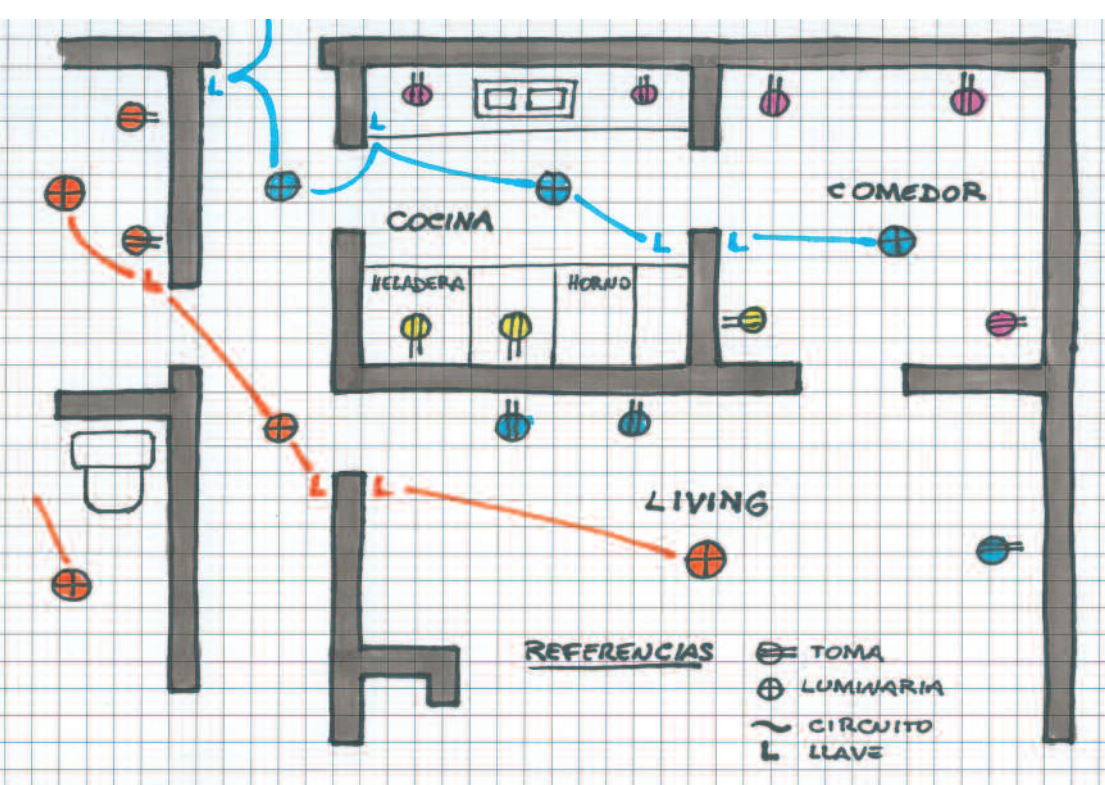 L
L
COMEDOR
COCINA
L
L
L
HELADERA
HORNO
L
L
LIVING
REFERENCIAS
TOMA
LUMINARIA
CIRCUITO
L LLAVE